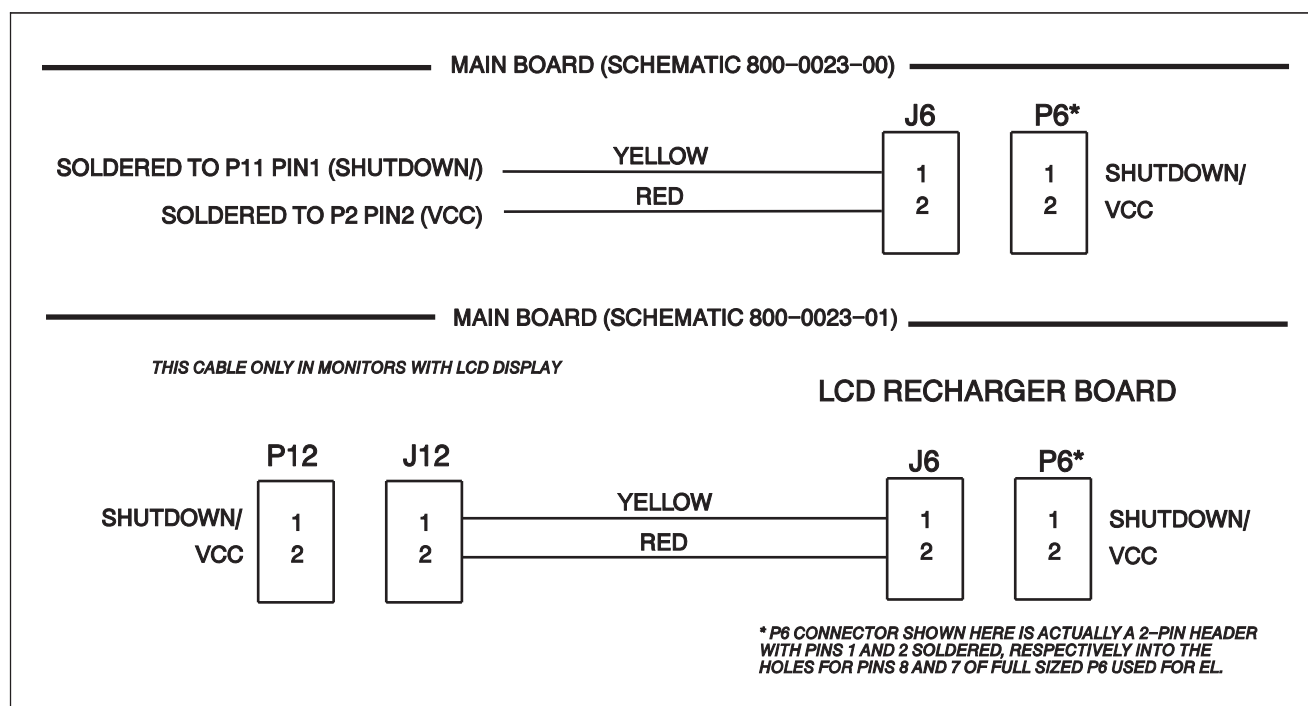 MAIN BOARD (SCHEMATIC 800-0023-00)
J6 P6*
SOLDERED TO P11 PIN1 (SHUTDOWN/) YELLOW 1 1 SHUTDOWN/
SOLDERED TO P2 PIN2 (VCC) RED 2 2 VCC
MAIN BOARD (SCHEMATIC 800-0023-01)
THIS CABLE ONLY IN MONITORS WITH LCD DISPLAY
LCD RECHARGER BOARD
P12 J12 J6 P6*
SHUTDOWN/ 1 1 YELLOW 1 1 SHUTDOWN/
VCC 2 2 RED 2 2 VCC
* P6 CONNECTOR SHOWN HERE IS ACTUALLY A 2-PIN HEADER
WITH PINS 1 AND 2 SOLDERED, RESPECTIVELY INTO THE
HOLES FOR PINS 8 AND 7 OF FULL SIZED P6 USED FOR EL.